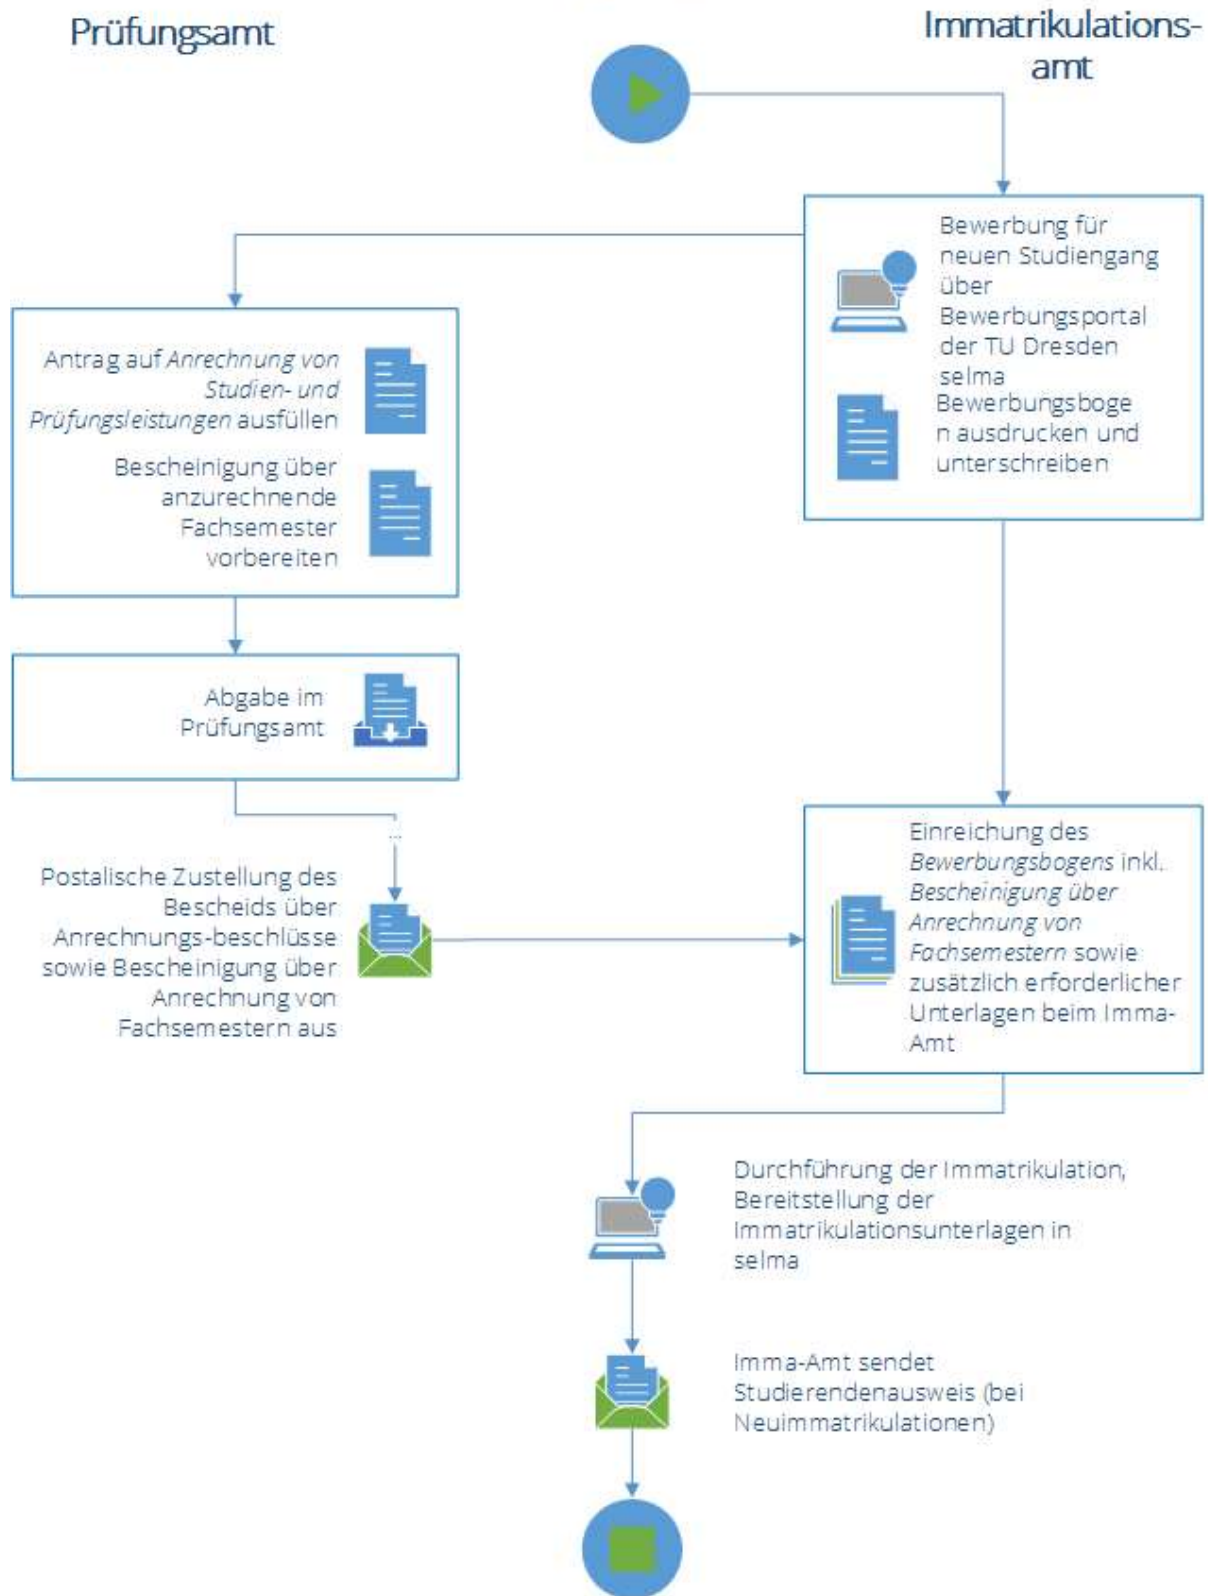 Prüfungsamt
Immatrikulations-
amt
Bewerbung für
neuen Studiengang
über
Bewerbungsportal
der TU Dresden
selma
Bewerbungsboge
n ausdrucken und
unterschreiben
Antrag auf Anrechnung von
Studien- und
Prüfungsleistungen ausfüllen
Bescheinigung über
anzurechnende
Fachsemester
vorbereiten
Abgabe im
Prüfungsamt
...
Postalische Zustellung des
Bescheids über
Anrechnungs-beschlüsse
sowie Bescheinigung über
Anrechnung von
Fachsemestern aus
Einreichung des
Bewerbungsbogens inkl.
Bescheinigung über
Anrechnung von
Fachsemestern sowie
zusätzlich erforderlicher
Unterlagen beim Imma-
Amt
Durchführung der Immatrikulation,
Bereitstellung der
Immatrikulationsunterlagen in
selma
Imma-Amt sendet
Studierendenausweis (bei
Neuimmatrikulationen)